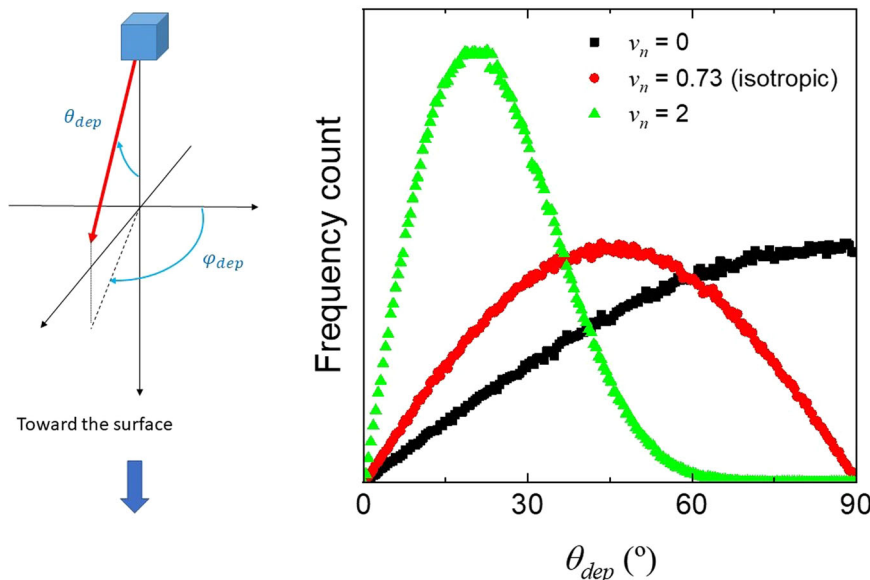 θdep
φdep
Toward the surface
Frequency count
vn = 0
vn = 0.73 (isotropic)
vn = 2
0 30 60 90
θdep (º)